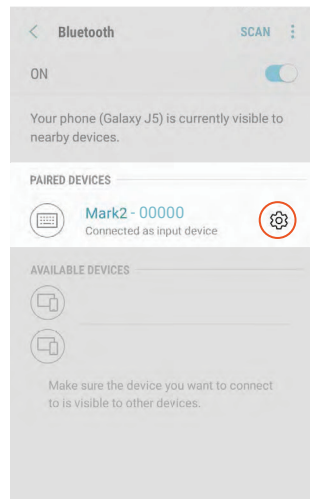 Bluetooth SCAN
ON
Your phone (Galaxy J5) is currently visible to
nearby devices.
PAIRED DEVICES
Mark2 - 00000
Connected as input device
AVAILABLE DEVICES
Make sure the device you want to connect
to is visible to other devices.